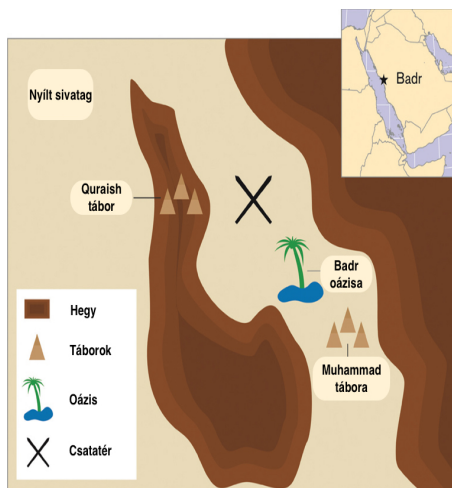 Badr
Nyílt sivatag
Quraish
tábor
Badr
oázisa
Muhammad
tábora
Hegy
Táborok
Oázis
Csatatér